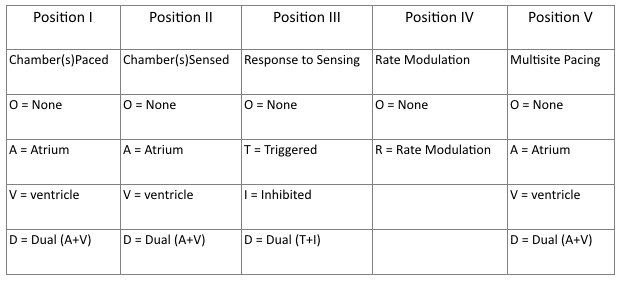 Position I Position II Position III Position IV Position V
Chamber(s)Paced Chamber(s)Sensed Response to Sensing Rate Modulation Multisite Pacing
O = None O = None O = None O = None O = None
A = Atrium A = Atrium T = Triggered R = Rate Modulation A = Atrium
V = ventricle V = ventricle I = Inhibited V = ventricle
D = Dual (A+V) D = Dual (A+V) D = Dual (T+I) D = Dual (A+V)